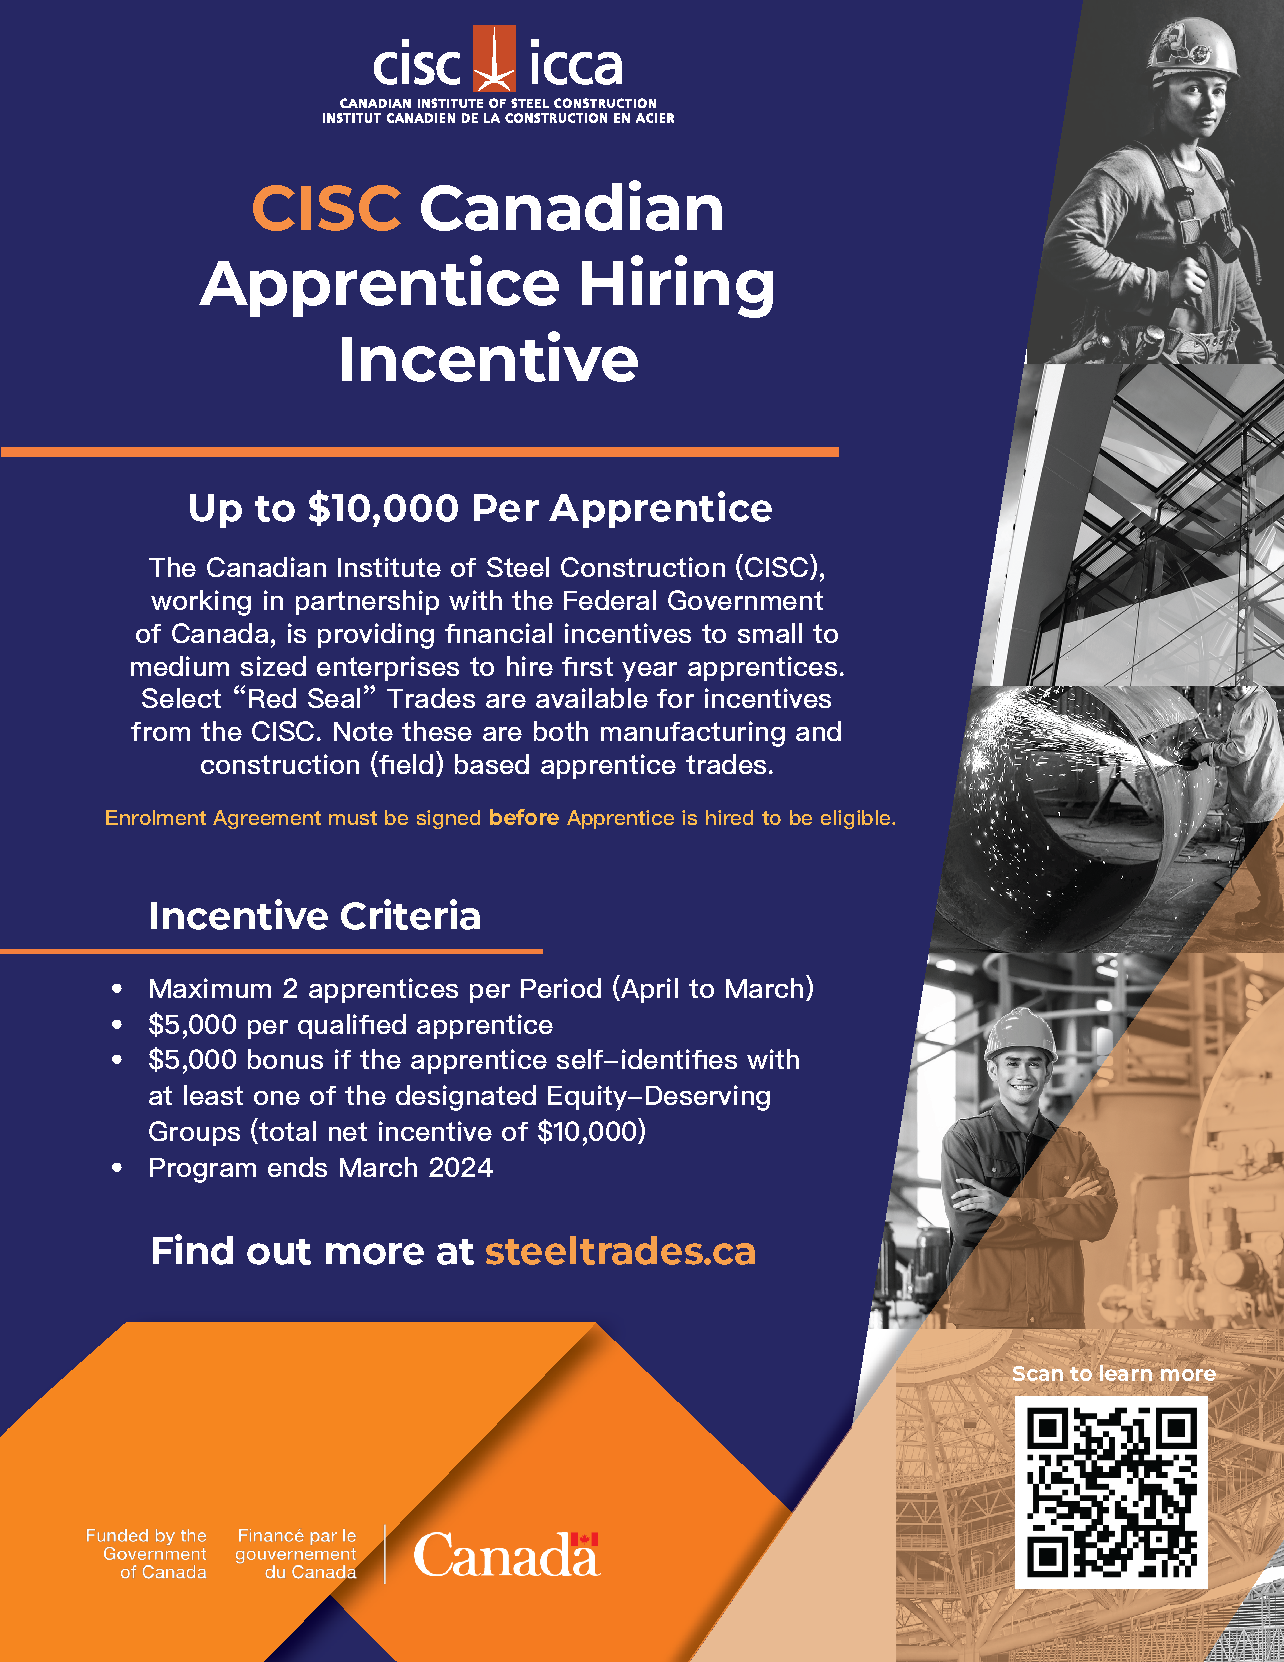 cisc icca
CANADIAN INSTITUTE OF STEEL CONSTRUCTION
INSTITUT CANADIEN DE LA CONSTRUCTION EN ACIER
CISC Canadian
Apprentice Hiring
Incentive
Up to $10,000 Per Apprentice
The Canadian Institute of Steel Construction (CISC),
working in partnership with the Federal Government
of Canada, is providing financial incentives to small to
medium sized enterprises to hire first year apprentices.
Select “Red Seal” Trades are available for incentives
from the CISC. Note these are both manufacturing and
construction (field) based apprentice trades.
Enrolment Agreement must be signed before Apprentice is hired to be eligible.
Incentive Criteria
• Maximum 2 apprentices per Period (April to March)
• $5,000 per qualified apprentice
• $5,000 bonus if the apprentice self-identifies with
at least one of the designated Equity-Deserving
Groups (total net incentive of $10,000)
• Program ends March 2024
Find out more at steeltrades.ca
Scan to learn more
Funded by the
Government
of Canada
Financé par le
gouvernement
du Canada
Canada